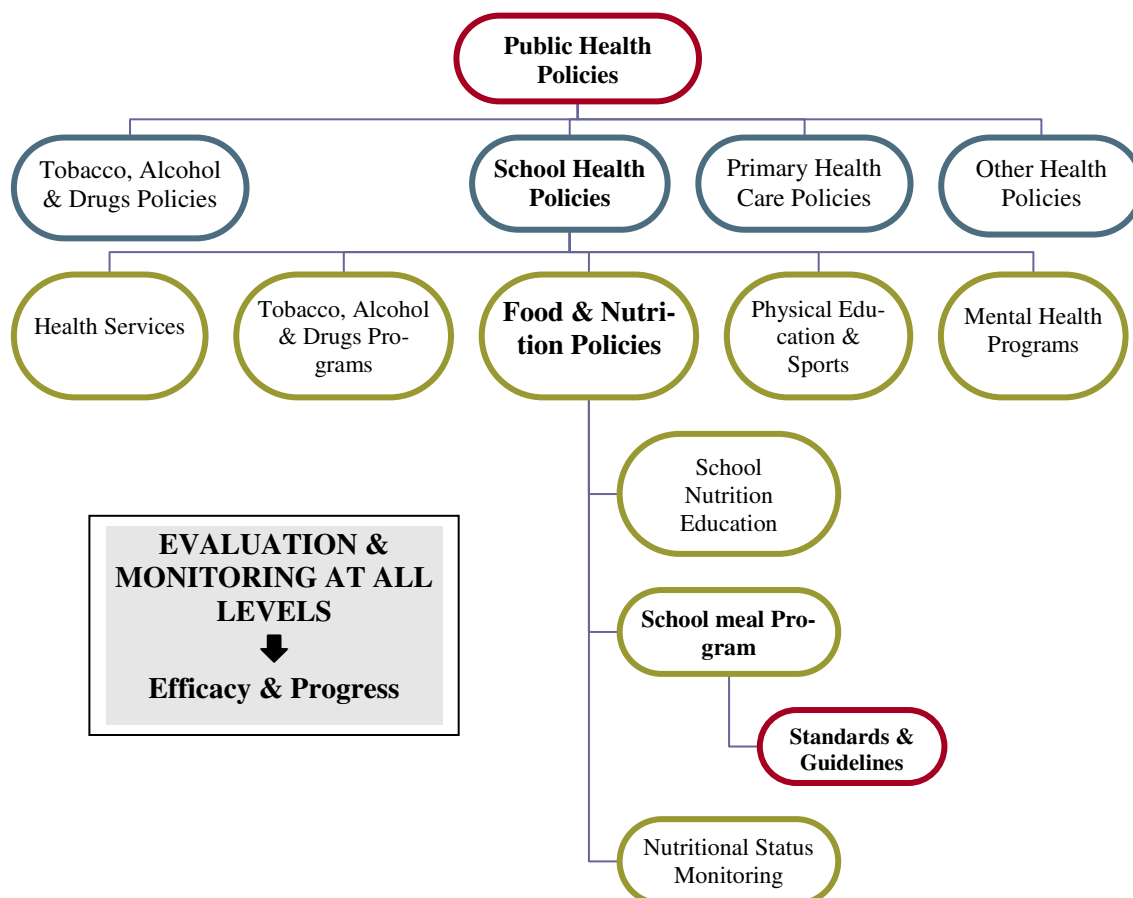 Public Health
Policies
Tobacco, Alcohol
& Drugs Policies
School Health
Policies
Primary Health
Care Policies
Other Health
Policies
Health Services
Tobacco, Alcohol
& Drugs Pro-
grams
Food & Nutri-
tion Policies
Physical Edu-
cation &
Sports
Mental Health
Programs
School
Nutrition
Education
EVALUATION &
MONITORING AT ALL
LEVELS
Efficacy & Progress
School meal Pro-
gram
Standards &
Guidelines
Nutritional Status
Monitoring